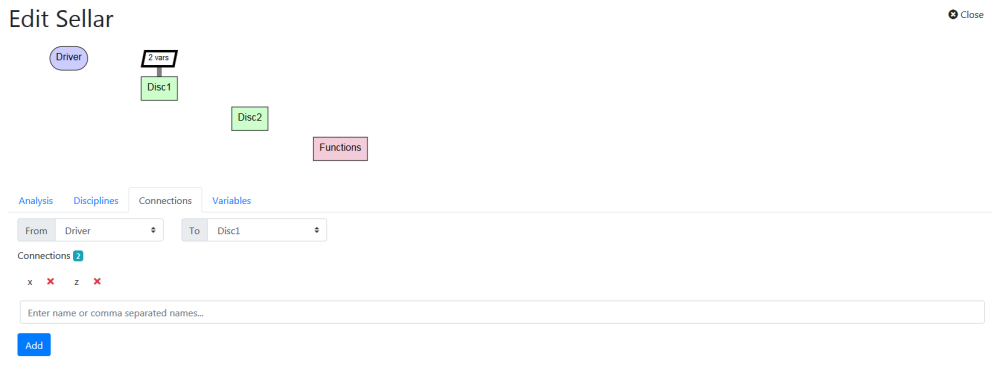 Edit Sellar
Close
Driver
2 vars
Disc1
Disc2
Functions
Analysis Disciplines Connections Variables
From Driver To Disc1
Connections 2
x z
Enter name or comma separated names...
Add